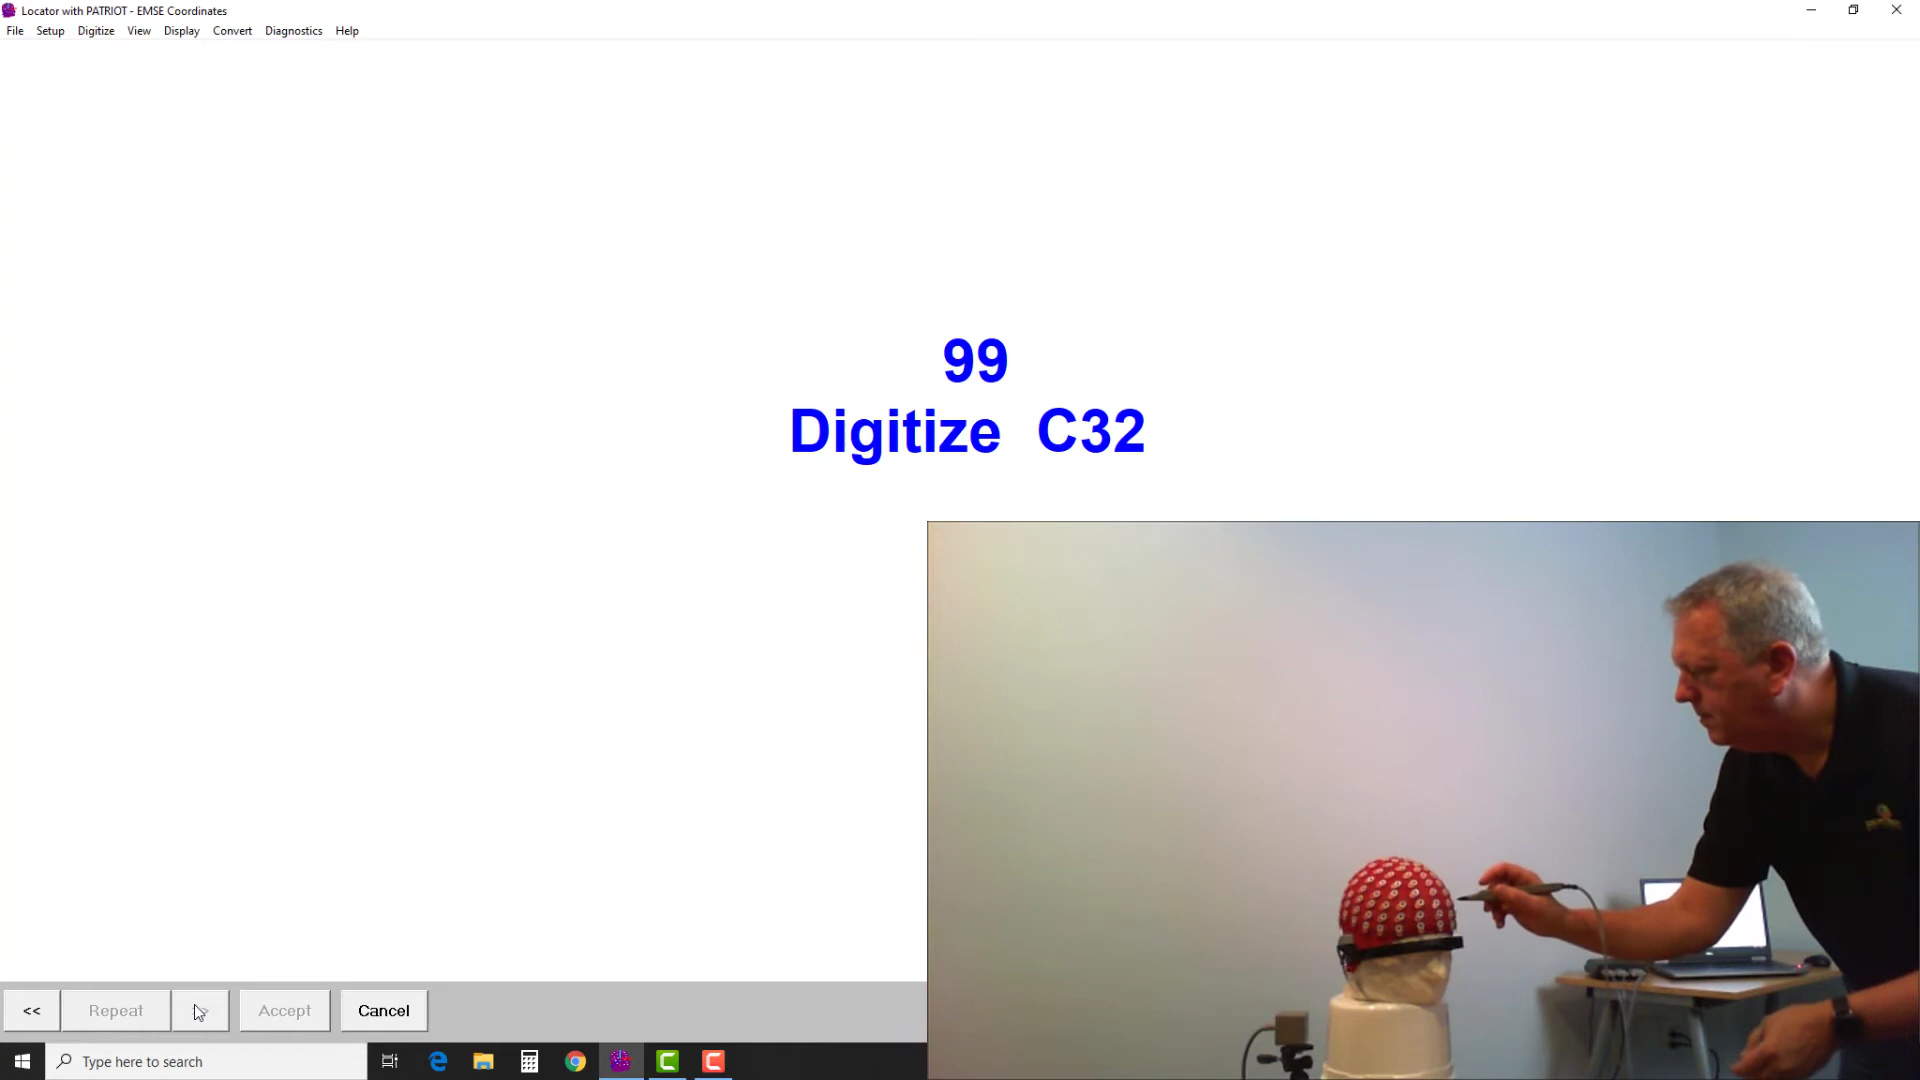 Locator with PATRIOT - EMSE Coordinates
File Setup Digitize View Display Convert Diagnostics Help
99
Digitize C32
<< Repeat Accept Cancel
Type here to search